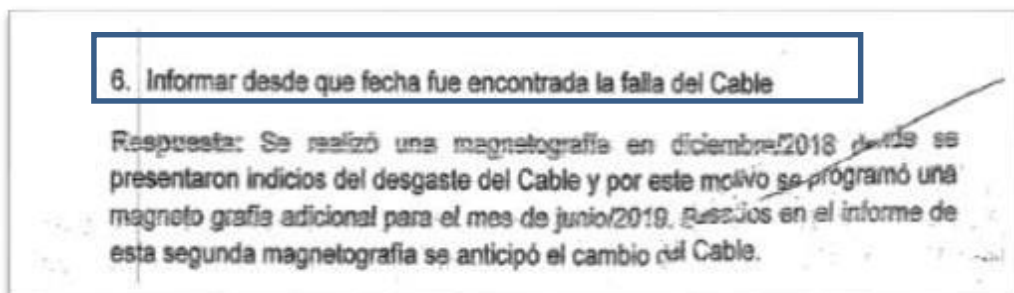 6. Informar desde que fecha fue encontrada la falla del Cable
Respuesta: Se realizó una magnetografía en diciembre/2018 donde se
presentaron indicios del desgaste del Cable y por este motivo se programó una
magneto grafía adicional para el mes de junio/2019. Basados en el informe de
esta segunda magnetografía se anticipó el cambio del Cable.